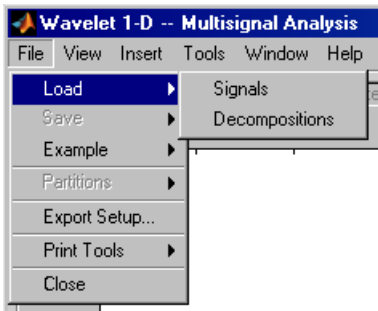 Wavelet 1-D -- Multisignal Analysis
File View Insert Tools Window Help
Load
Signals
Save
Decompositions
Example
Partitions
Export Setup...
Print Tools
Close